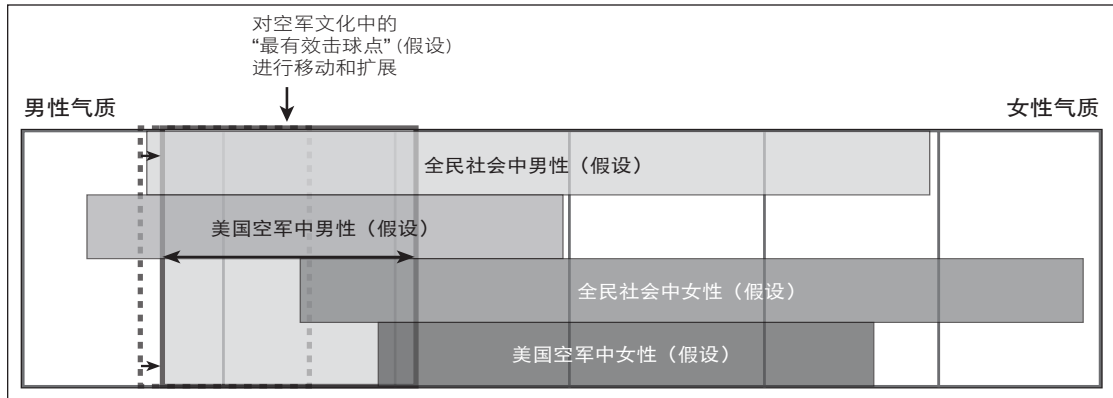 对空军文化中的
“最有效击球点”(假设)
进行移动和扩展
男性气质
女性气质
全民社会中男性（假设）
美国空军中男性（假设）
全民社会中女性（假设）
美国空军中女性（假设）